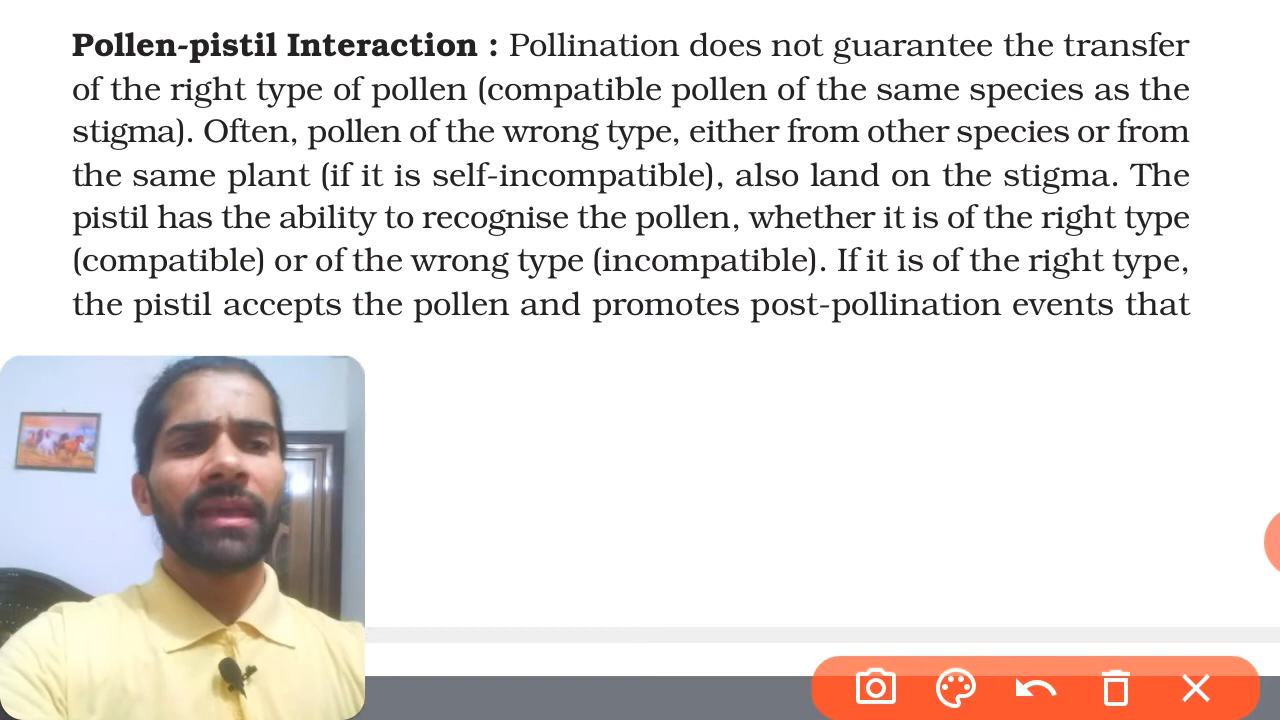 Pollen-pistil Interaction : Pollination does not guarantee the transfer
of the right type of pollen (compatible pollen of the same species as the
stigma). Often, pollen of the wrong type, either from other species or from
the same plant (if it is self-incompatible), also land on the stigma. The
pistil has the ability to recognise the pollen, whether it is of the right type
(compatible) or of the wrong type (incompatible). If it is of the right type,
the pistil accepts the pollen and promotes post-pollination events that